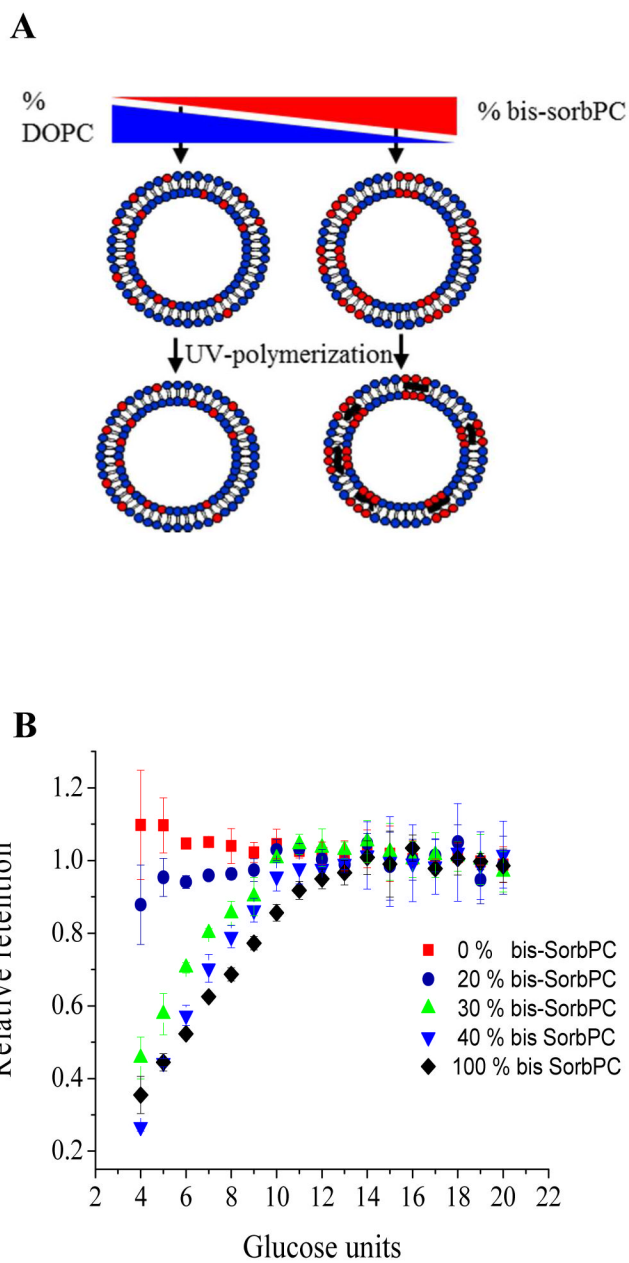 A
%
DOPC
% bis-sorbPC
UV-polymerization
B
Relative retention
1.2
1.0
0.8
0.6
0.4
0.2
0 % bis-SorbPC
20 % bis-SorbPC
30 % bis-SorbPC
40 % bis SorbPC
100 % bis SorbPC
2 4 6 8 10 12 14 16 18 20 22
Glucose units